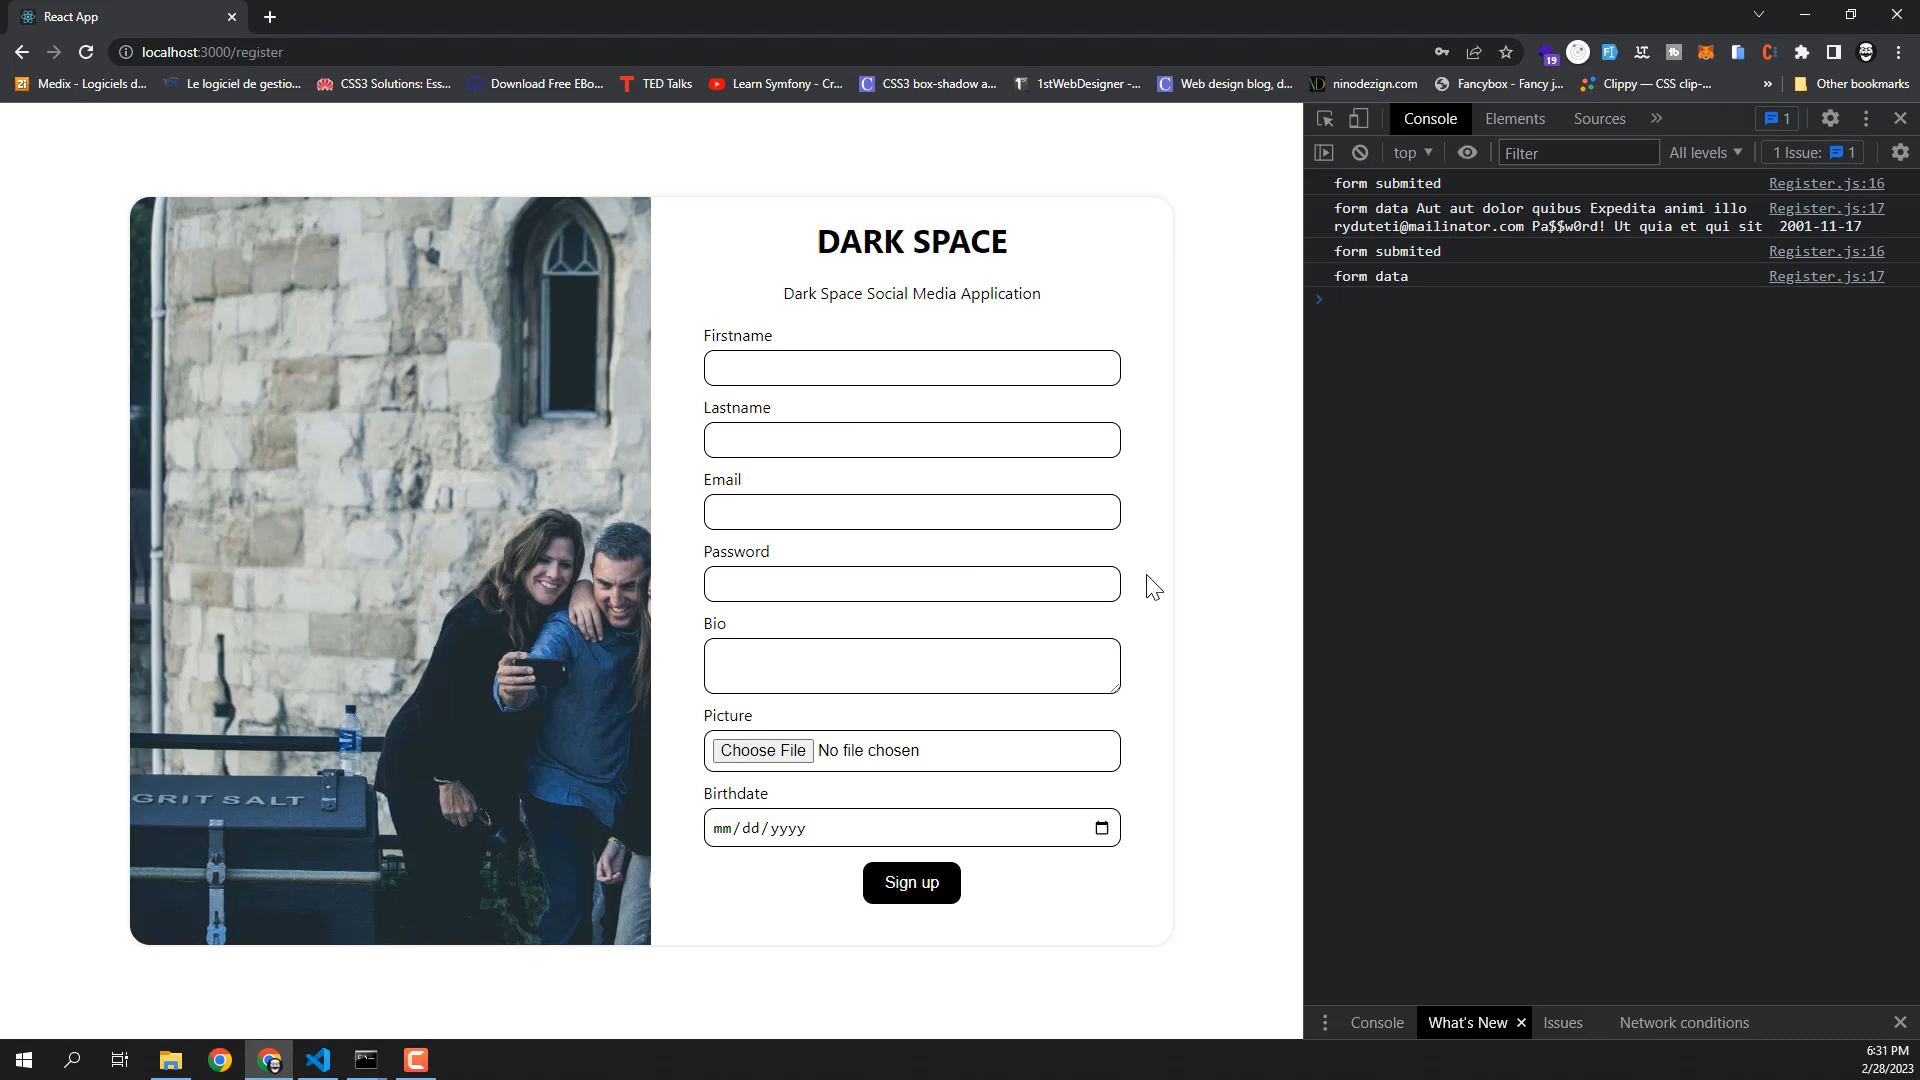 React App
localhost:3000/register
19
Medix - Logiciels d...
Le logiciel de gestio...
CSS3 Solutions: Ess...
Download Free EBo...
TED Talks
Learn Symfony - Cr...
CSS3 box-shadow a...
1stWebDesigner -...
Web design blog, d...
ninodezign.com
Fancybox - Fancy j...
Clippy — CSS clip-...
»
Other bookmarks
Console
Elements
Sources
»
1
top
Filter
All levels
1 Issue:
1
form submited
Register.js:16
form data Aut aut dolor quibus Expedita animi illo
Register.js:17
ryduteti@mailinator.com Pa$$w0rd! Ut quia et qui sit 2001-11-17
form submited
Register.js:16
form data
Register.js:17
DARK SPACE
Dark Space Social Media Application
Firstname
Lastname
Email
Password
Bio
Picture
Choose File No file chosen
Birthdate
mm/dd/yyyy
Sign up
GRIT SALT
Console
What's New
Issues
Network conditions
6:31 PM
2/28/2023